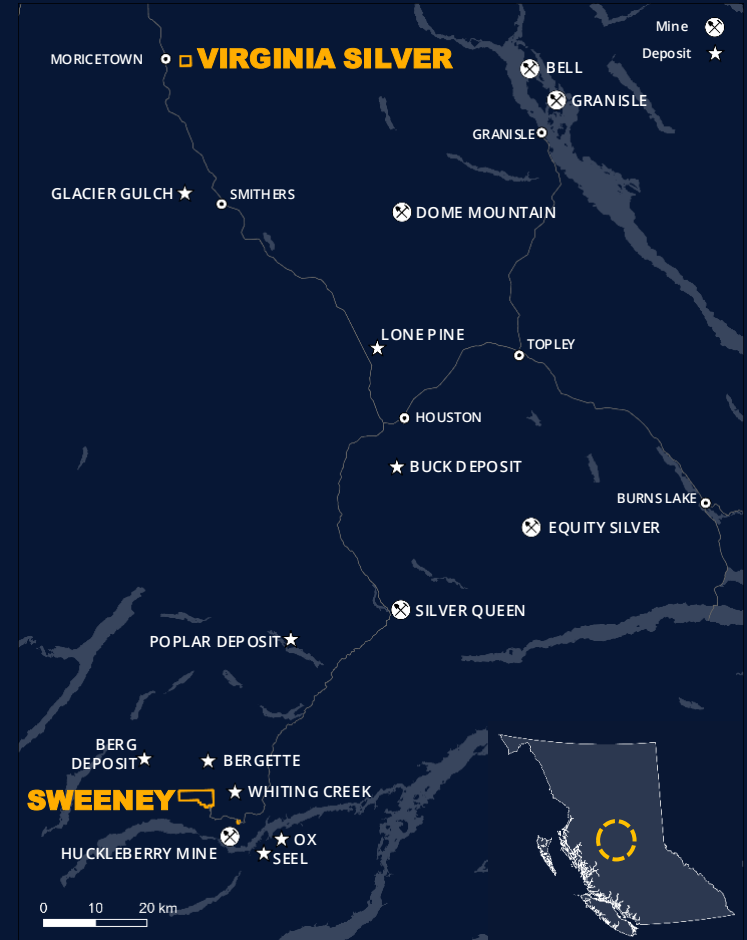 Mine
MORICETOWN
VIRGINIA SILVER
Deposit
BELL
GRANISLE
GRANISLE
GLACIER GULCH
SMITHERS
DOME MOUNTAIN
LONE PINE
TOPLEY
HOUSTON
BUCK DEPOSIT
BURNS LAKE
EQUITY SILVER
SILVER QUEEN
POPLAR DEPOSIT
BERG
DEPOSIT
BERGETTE
SWEENEY
WHITING CREEK
HUCKLEBERRY MINE
OX
SEEL
0 10 20 km